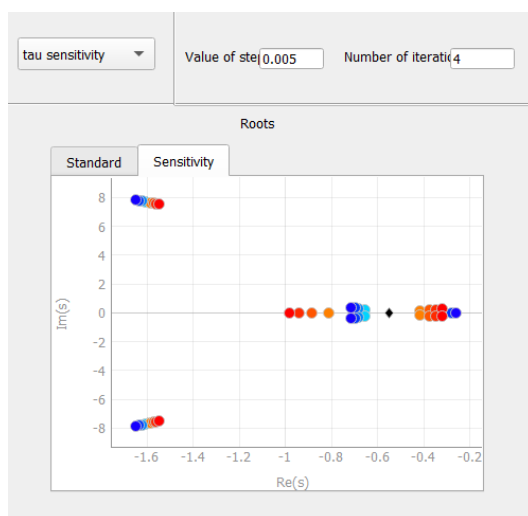 tau sensitivity
Value of ste 0.005
Number of iteratio 4
Roots
Standard
Sensitivity
8
6
4
2
0
-2
-4
-6
-8
Im(s)
-1.6 -1.4 -1.2 -1 -0.8 -0.6 -0.4 -0.2
Re(s)